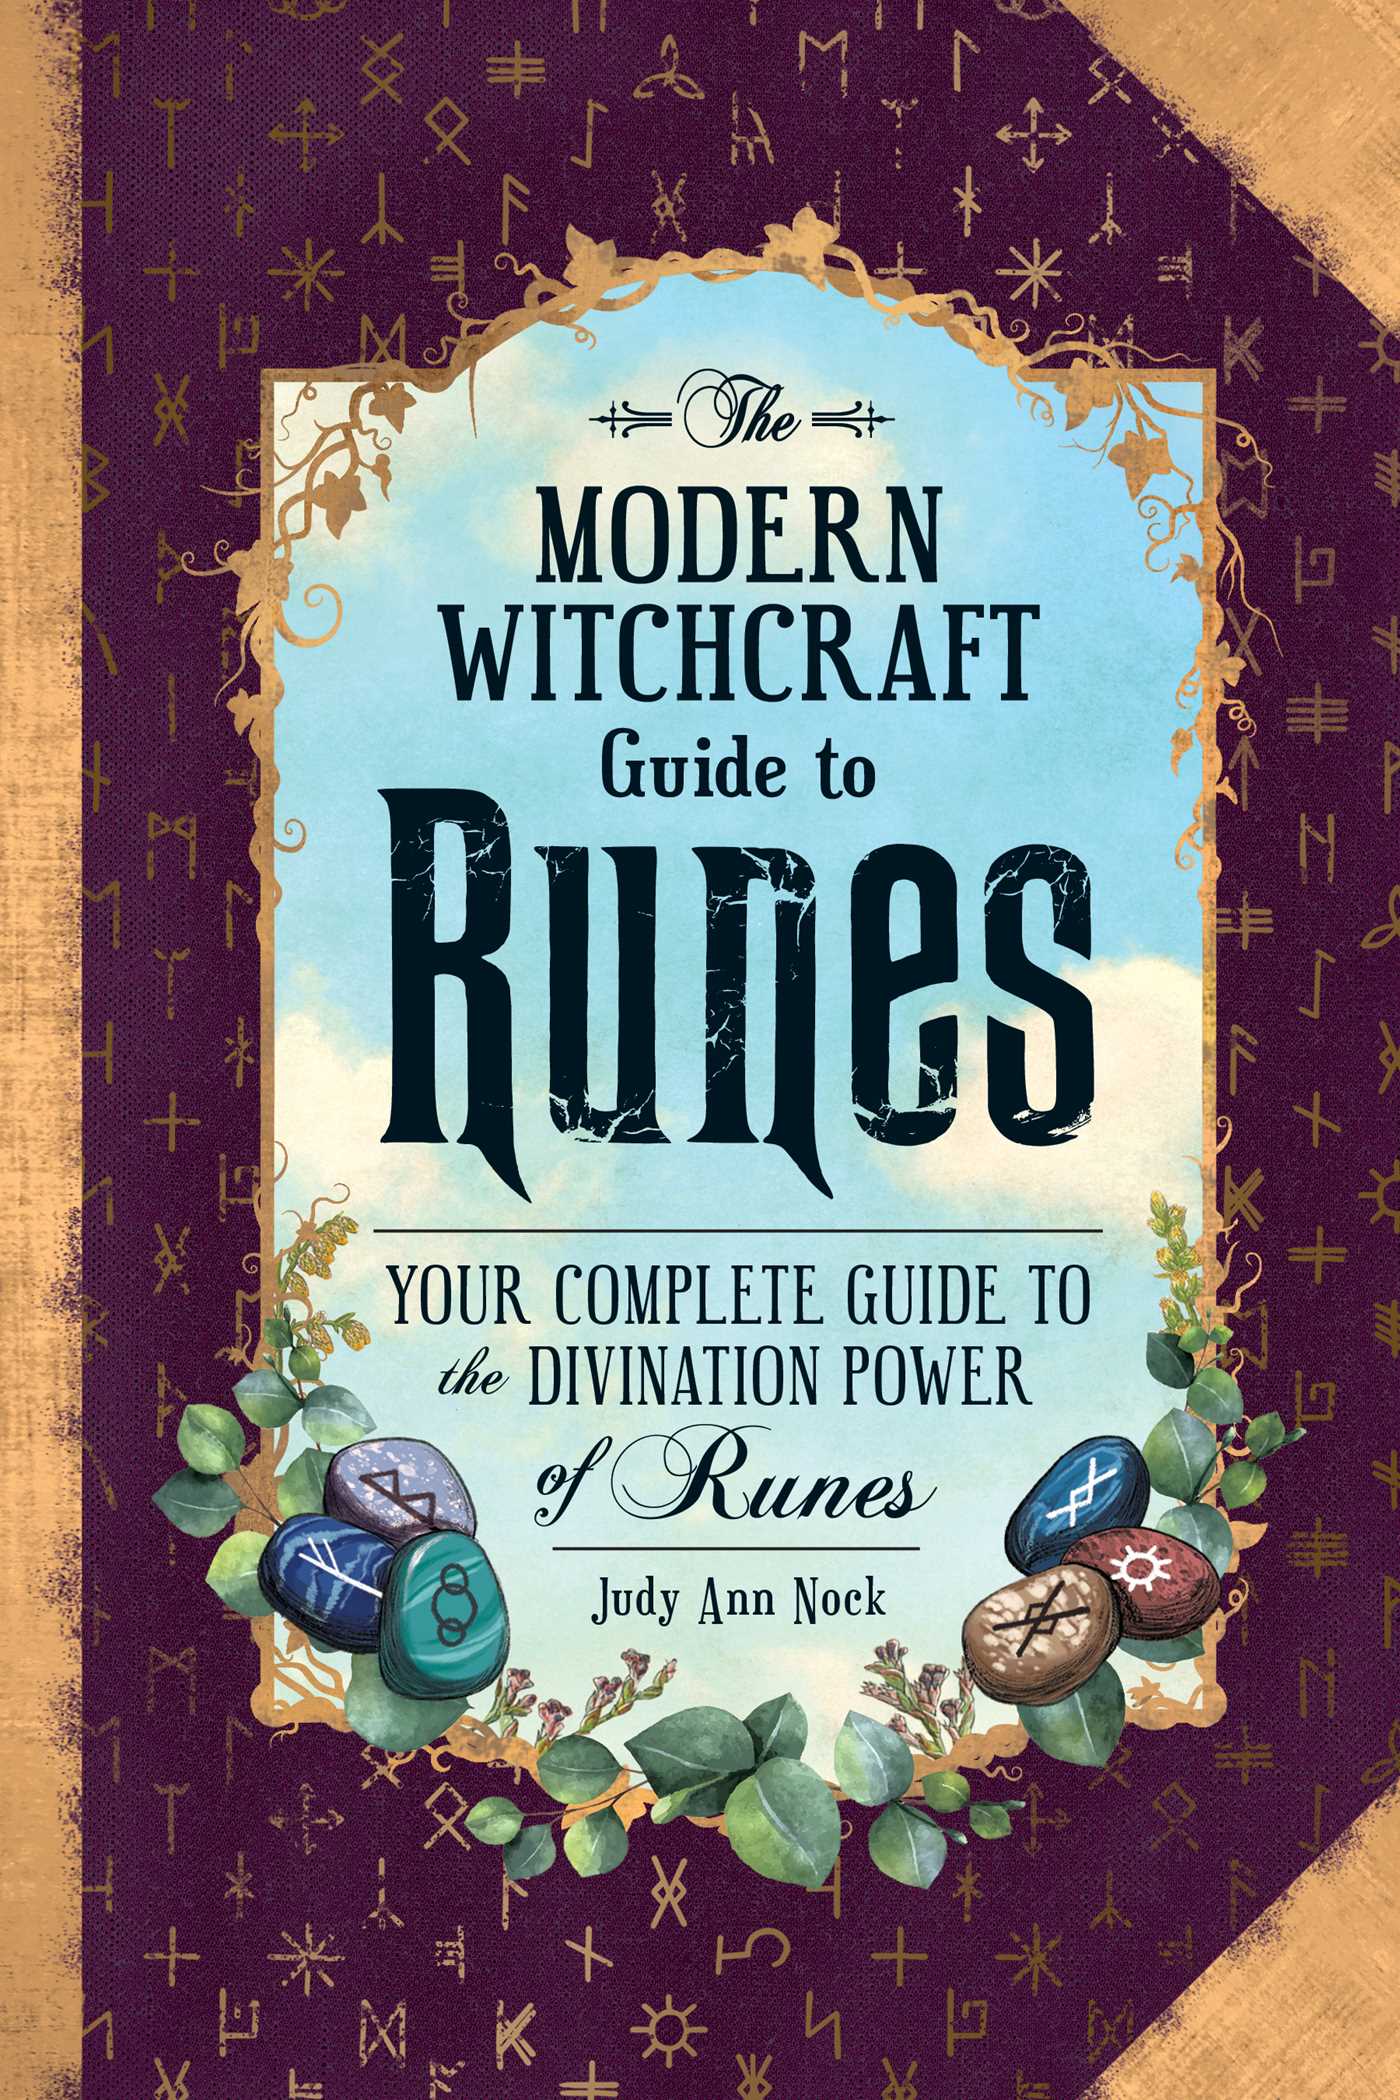 The
MODERN
WITCHCRAFT
Guide to
RUNES
YOUR COMPLETE GUIDE TO
the DIVINATION POWER
of Runes
Judy Ann Nock